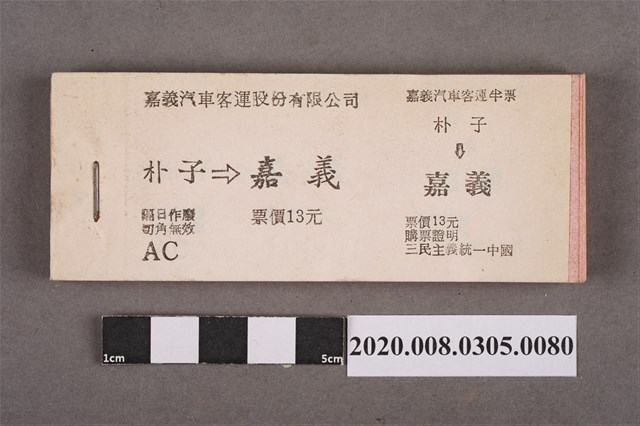 嘉義汽車客運股份有限公司
朴子⇨嘉義
隔日作廢
剪角無效
票價13元
AC
嘉義汽車客運半票
朴子
⇩
嘉義
票價13元
購票證明
三民主義統一中國
1cm
5cm
2020.008.0305.0080